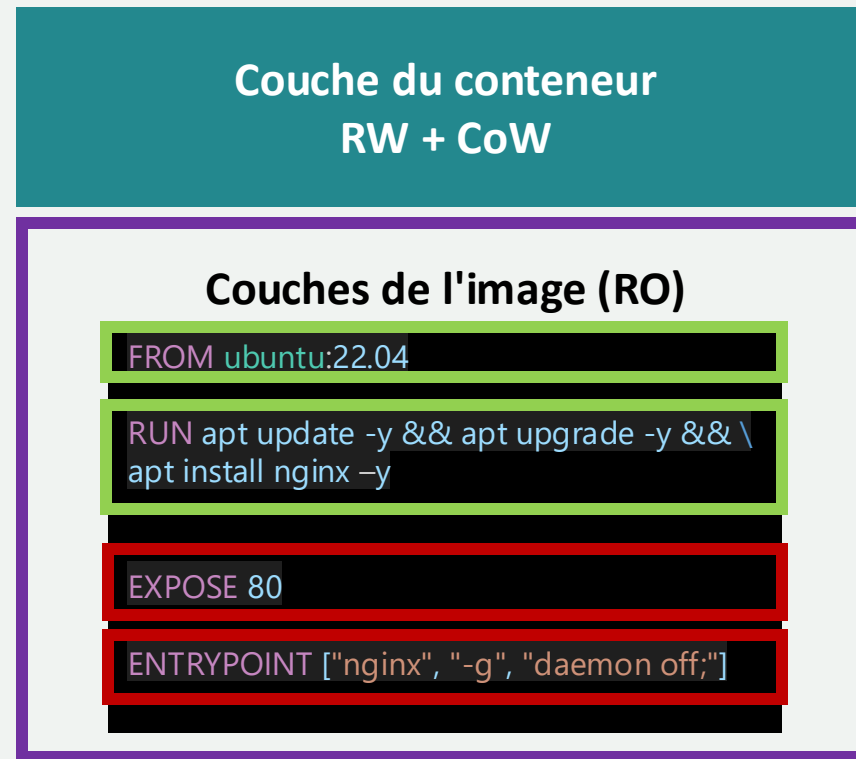 Couche du conteneur
RW + CoW
Couches de l'image (RO)
FROM ubuntu:22.04
RUN apt update -y && apt upgrade -y && \
apt install nginx –y
EXPOSE 80
ENTRYPOINT ["nginx", "-g", "daemon off;"]